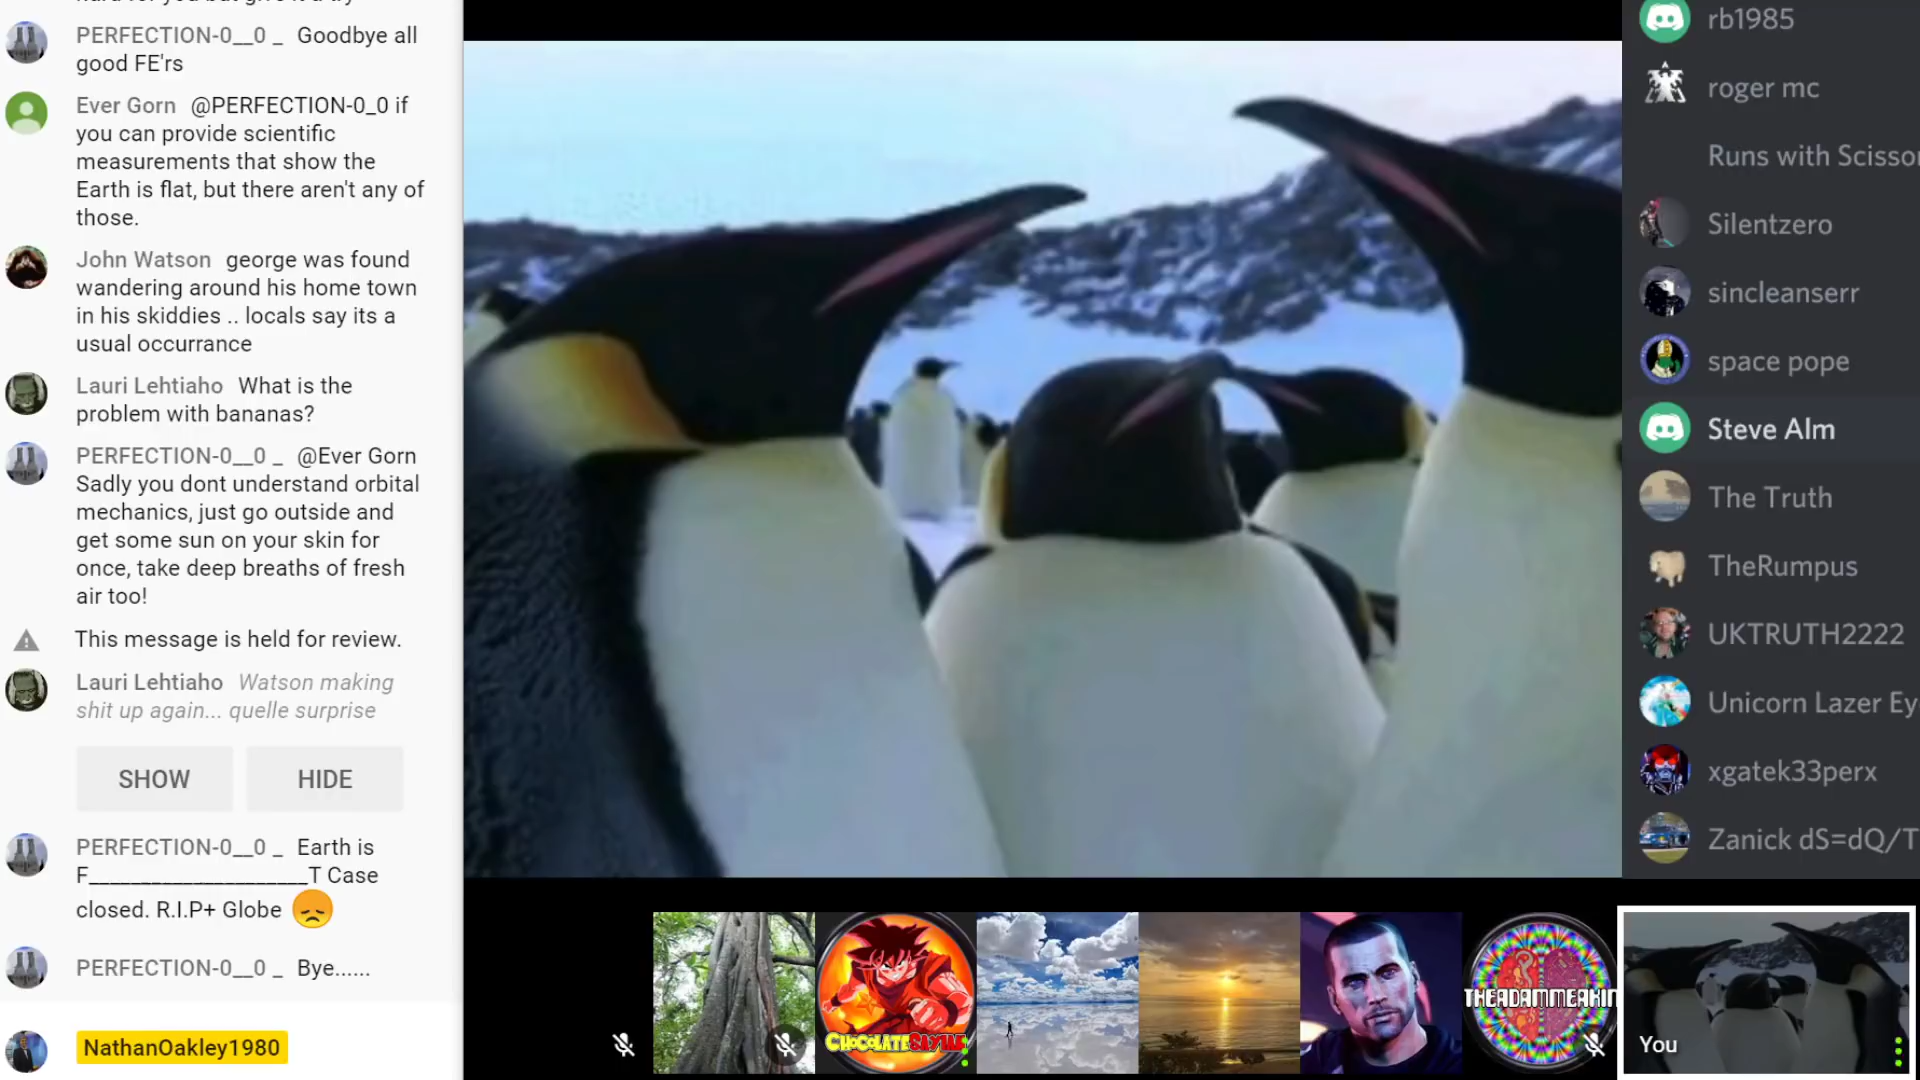 PERFECTION-0__0 _ Goodbye all
good FE'rs
Ever Gorn @PERFECTION-0_0 if
you can provide scientific
measurements that show the
Earth is flat, but there aren't any of
those.
John Watson george was found
wandering around his home town
in his skiddies .. locals say its a
usual occurrance
Lauri Lehtiaho What is the
problem with bananas?
PERFECTION-0__0 _ @Ever Gorn
Sadly you dont understand orbital
mechanics, just go outside and
get some sun on your skin for
once, take deep breaths of fresh
air too!
This message is held for review.
Lauri Lehtiaho Watson making
shit up again... quelle surprise
SHOW HIDE
PERFECTION-0__0 _ Earth is
F_____________________T Case
closed. R.I.P+ Globe
PERFECTION-0__0 _ Bye......
NathanOakley1980
CHOCOLATE SAYIAN
THEADAMMEAKIN
You
rb1985
roger mc
Runs with Scissor
Silentzero
sincleanserr
space pope
Steve Alm
The Truth
TheRumpus
UKTRUTH2222
Unicorn Lazer Ey
xgatek33perx
Zanick dS=dQ/T